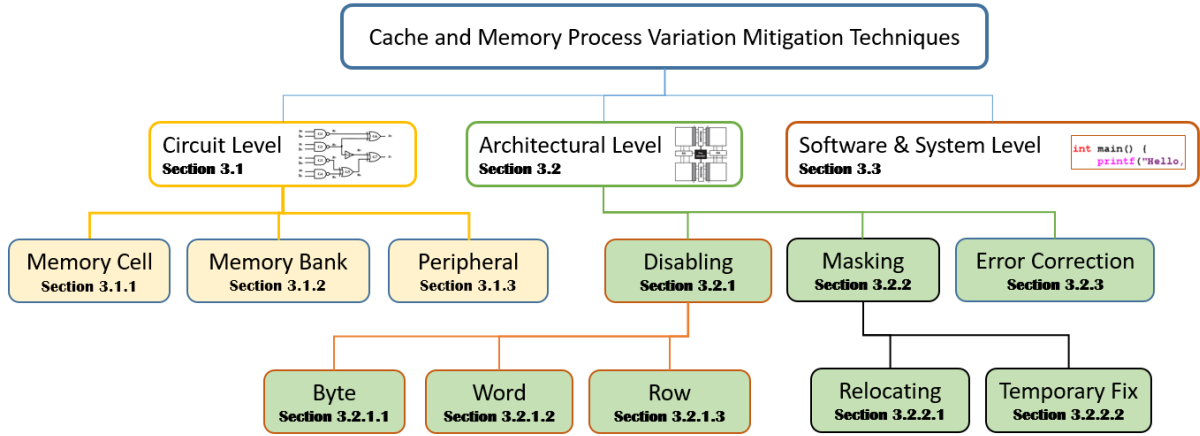 Cache and Memory Process Variation Mitigation Techniques
Circuit Level
Section 3.1
Architectural Level
Section 3.2
Software & System Level
Section 3.3
int main() {
printf("Hello,
Memory Cell
Section 3.1.1
Memory Bank
Section 3.1.2
Peripheral
Section 3.1.3
Disabling
Section 3.2.1
Masking
Section 3.2.2
Error Correction
Section 3.2.3
Byte
Section 3.2.1.1
Word
Section 3.2.1.2
Row
Section 3.2.1.3
Relocating
Section 3.2.2.1
Temporary Fix
Section 3.2.2.2